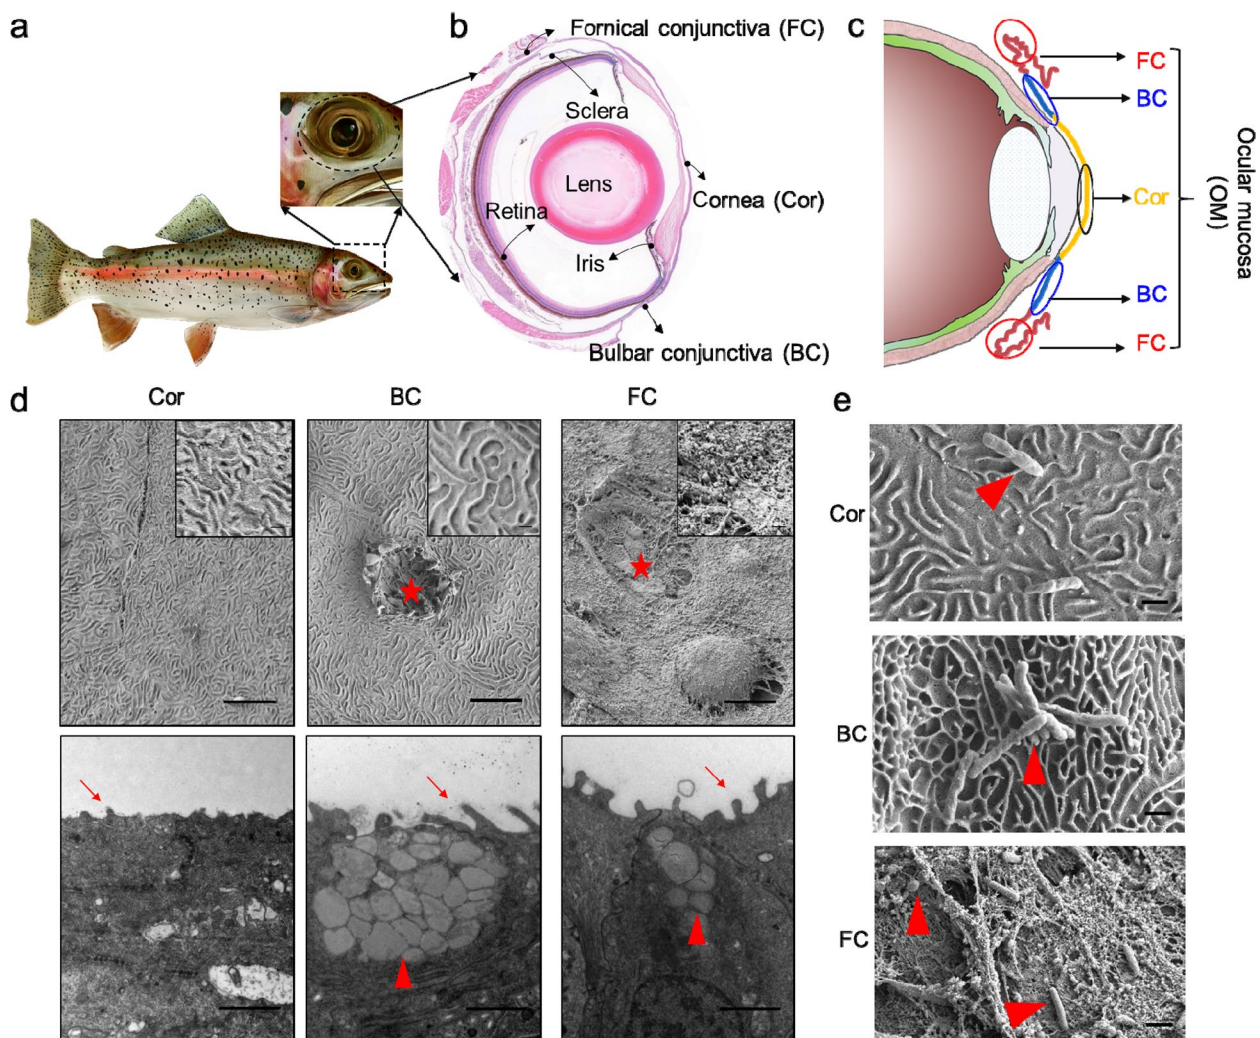 a
b
Fornical conjunctiva (FC)
Sclera
Lens
Retina
Cornea (Cor)
Iris
Bulbar conjunctiva (BC)
c
FC
BC
Cor
BC
FC
Ocular mucosa
(OM)
d
Cor
BC
FC
e
Cor
BC
FC